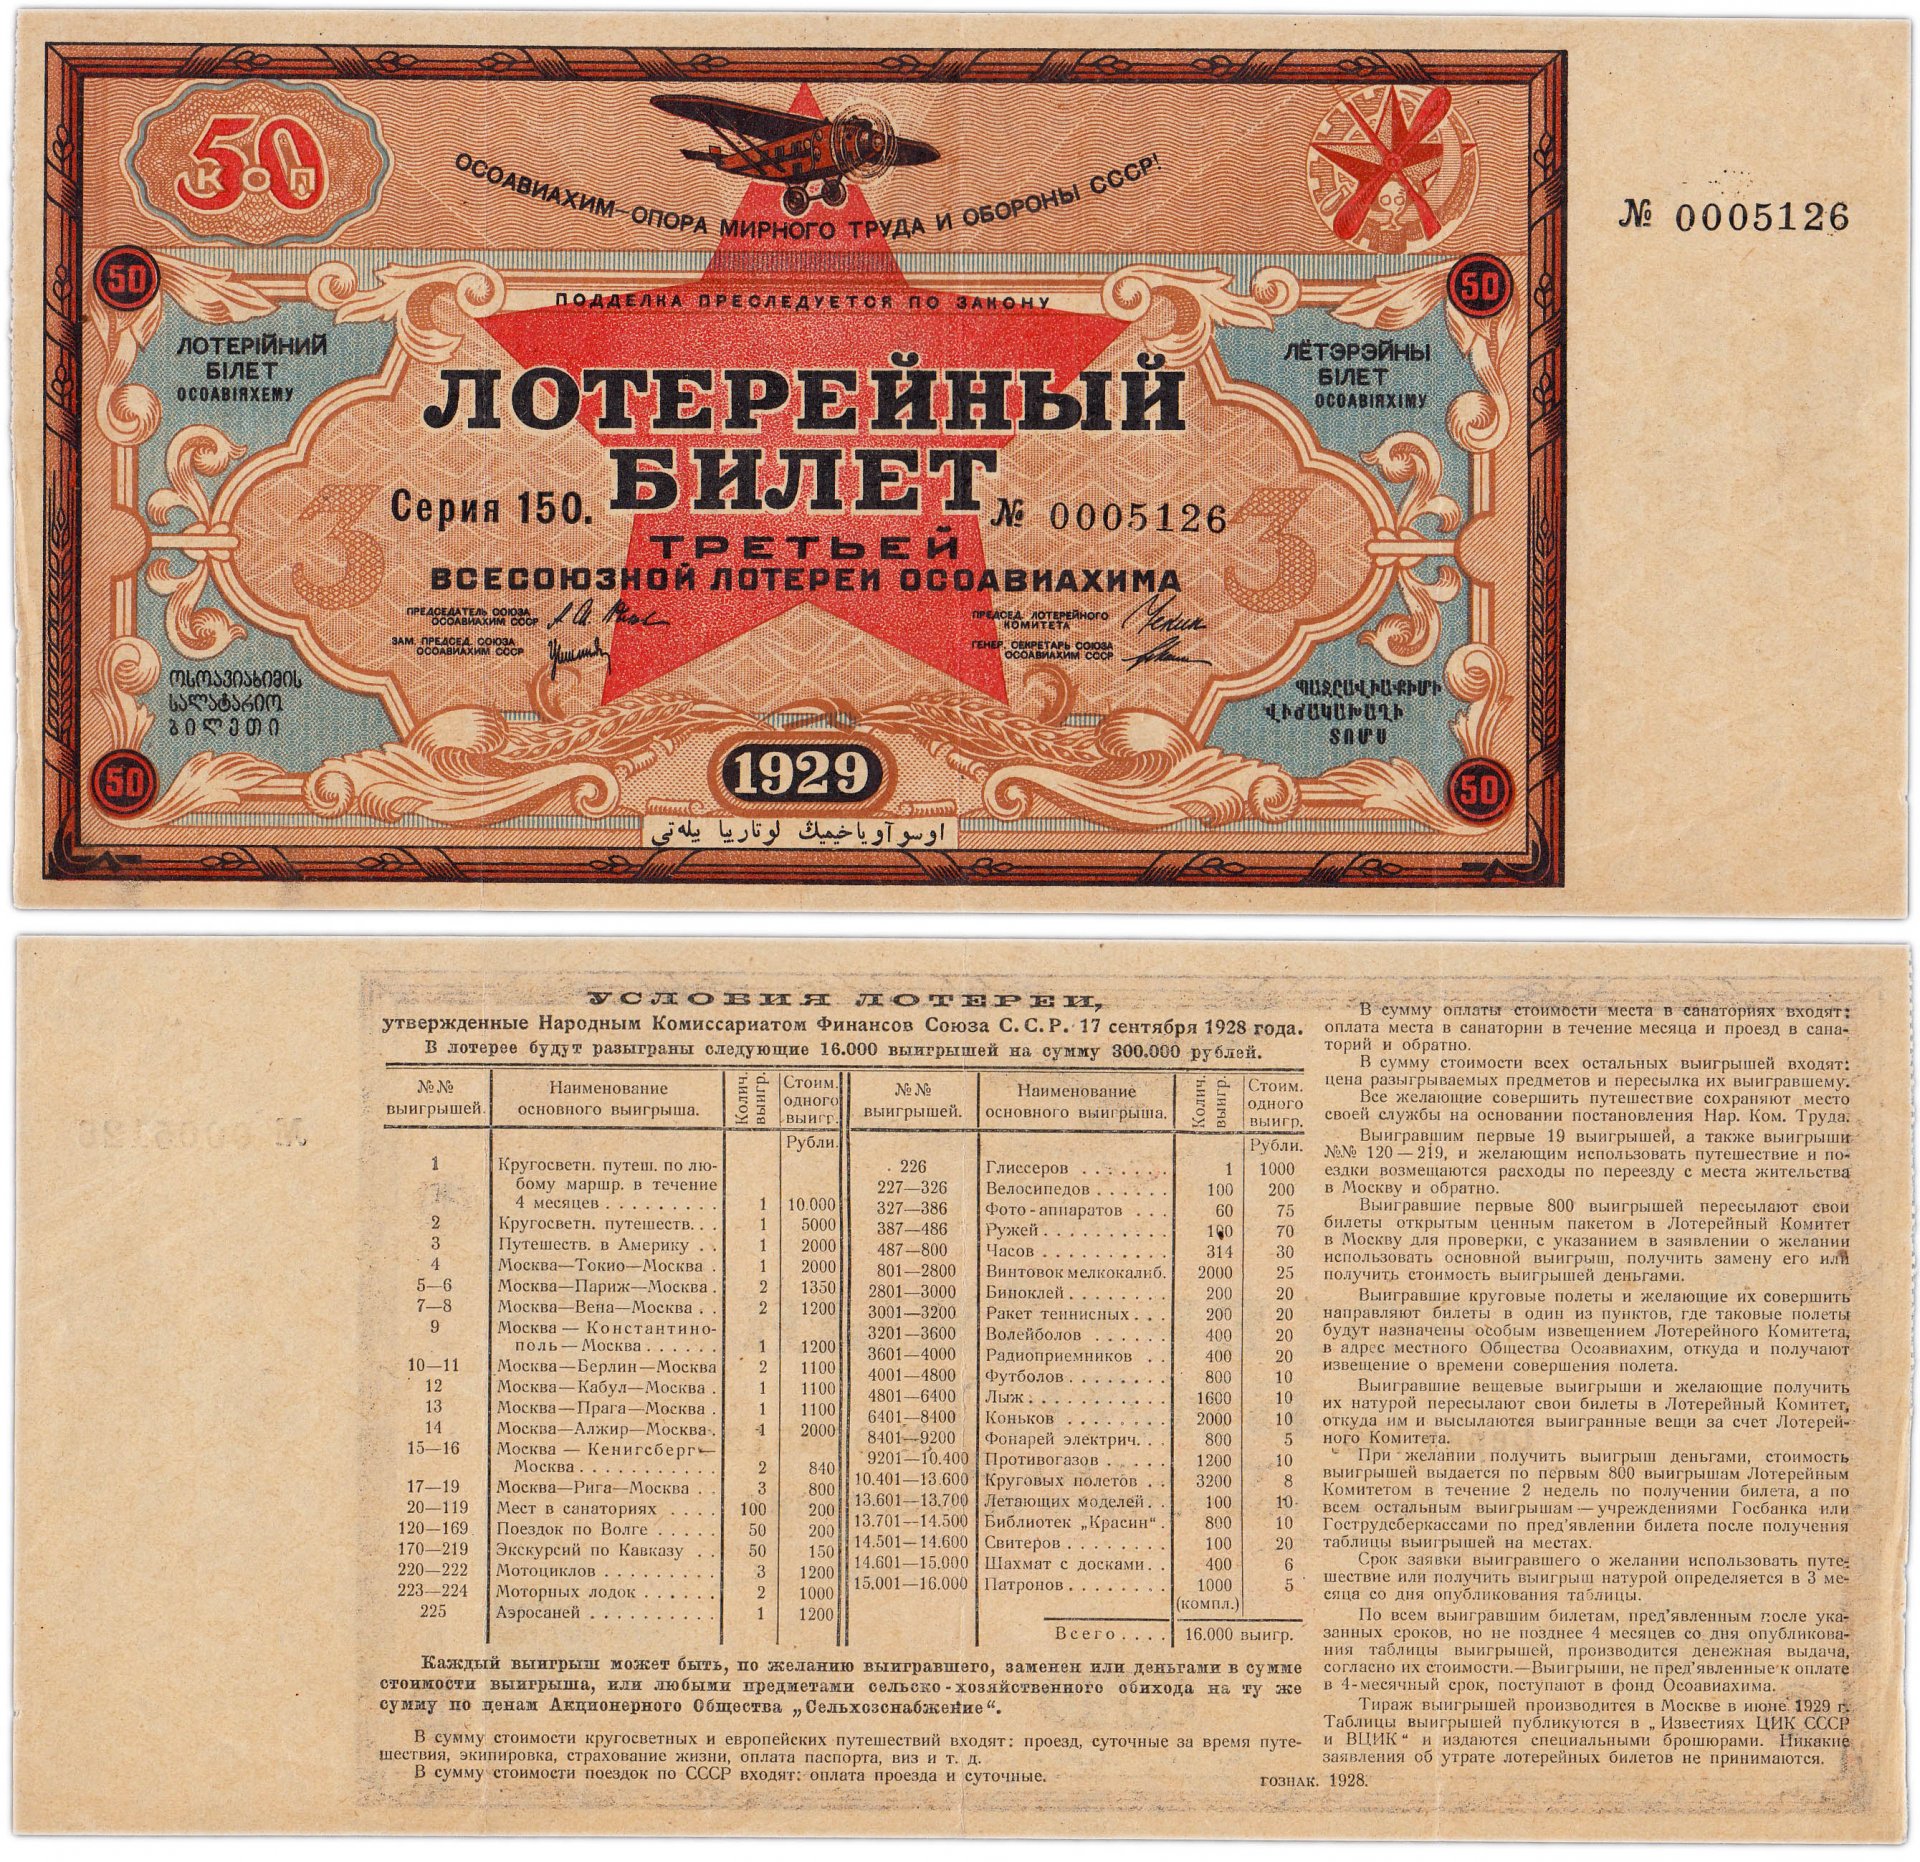 50
КОП
ОСОАВИАХИМ—ОПОРА МИРНОГО ТРУДА И ОБОРОНЫ СССР!
№ 0005126
50
50
ПОДДЕЛКА ПРЕСЛЕДУЕТСЯ ПО ЗАКОНУ
ЛОТЕРІЙНИЙ
БІЛЕТ
ОСОАВІЯХЕМУ
ЛЁТЭРЭЙНЫ
БІЛЕТ
ОСОАВІЯХІМУ
ЛОТЕРЕЙНЫЙ
БИЛЕТ
Серия 150.
№ 0005126
3
3
ТРЕТЬЕЙ
ВСЕСОЮЗНОЙ ЛОТЕРЕИ ОСОАВИАХИМА
ПРЕДСЕДАТЕЛЬ СОЮЗА
ОСОАВИАХИМ СССР
ЗАМ. ПРЕДСЕД. СОЮЗА
ОСОАВИАХИМ СССР
ПРЕДСЕД. ЛОТЕРЕЙНОГО
КОМИТЕТА
ГЕНЕР. СЕКРЕТАРЬ СОЮЗА
ОСОАВИАХИМ СССР
ოსოავიახიმის
სალატარიო
ბილეთი
ՊԱՇՐԱՎԻԱՔԻՄԻ
ՎԻՃԱԿԱԽԱՂԻ
ՏՈՄՍ
50
1929
50
اوسوآوياخيميڭ لوتاريبا بيلەتى
УСЛОВИЯ ЛОТЕРЕИ,
утвержденные Народным Комиссариатом Финансов Союза С.С.Р. 17 сентября 1928 года.
В лотерее будут разыграны следующие 16.000 выигрышей на сумму 300.000 рублей.
№№ выигрышей. Наименование основного выигрыша. Колич. выигр. Стоим. одного выигр.
Рубли.
1 Кругосветн. путеш. по лю-
бому маршр. в течение
4 месяцев . . . . . . . . . 1 10.000
2 Кругосветн. путешеств. . . 1 5000
3 Путешеств. в Америку . . 1 2000
4 Москва—Токио—Москва . 1 2000
5—6 Москва—Париж—Москва . 2 1350
7—8 Москва—Вена—Москва . . 2 1200
9 Москва — Константино-
поль — Москва . . . . . . 1 1200
10—11 Москва—Берлин—Москва 2 1100
12 Москва—Кабул—Москва . 1 1100
13 Москва—Прага—Москва . 1 1100
14 Москва—Алжир—Москва . 1 2000
15—16 Москва — Кенигсберг —
Москва . . . . . . . . . . . 2 840
17—19 Москва—Рига—Москва . . 3 800
20—119 Мест в санаториях . . . . 100 200
120—169 Поездок по Волге . . . . . 50 200
170—219 Экскурсий по Кавказу . . 50 150
220—222 Мотоциклов . . . . . . . . 3 1200
223—224 Моторных лодок . . . . . . 2 1000
225 Аэросаней . . . . . . . . . 1 1200
№№ выигрышей. Наименование основного выигрыша. Колич. выигр. Стоим. одного выигр.
Рубли.
226 Глиссеров . . . . . . . 1 1000
227—326 Велосипедов . . . . . . 100 200
327—386 Фото-аппаратов . . . 60 75
387—486 Ружей . . . . . . . . . . 100 70
487—800 Часов . . . . . . . . . . 314 30
801—2800 Винтовок мелкокалиб. 2000 25
2801—3000 Биноклей . . . . . . . . 200 20
3001—3200 Ракет теннисных . . . 200 20
3201—3600 Волейболов . . . . . . 400 20
3601—4000 Радиоприемников . . 400 20
4001—4800 Футболов . . . . . . . . 800 10
4801—6400 Лыж . . . . . . . . . . . 1600 10
6401—8400 Коньков . . . . . . . . 2000 10
8401—9200 Фонарей электрич. . . 800 5
9201—10.400 Противогазов . . . . . 1200 10
10.401—13.600 Круговых полетов . . 3200 8
13.601—13.700 Летающих моделей . . 100 10
13.701—14.500 Библиотек „Красин“ . 800 10
14.501—14.600 Свитеров . . . . . . . . 100 20
14.601—15.000 Шахмат с досками . . 400 6
15.001—16.000 Патронов . . . . . . . . 1000 5
(компл.)
Всего . . . . 16.000 выигр.
Каждый выигрыш может быть, по желанию выигравшего, заменен или деньгами в сумме
стоимости выигрыша, или любыми предметами сельско-хозяйственного обихода на ту же
сумму по ценам Акционерного Общества „Сельхозснабжение“.
В сумму стоимости кругосветных и европейских путешествий входят: проезд, суточные за время путе-
шествия, экипировка, страхование жизни, оплата паспорта, виз и т. д.
В сумму стоимости поездок по СССР входят: оплата проезда и суточные.
В сумму оплаты стоимости места в санаториях входят:
оплата места в санатории в течение месяца и проезд в сана-
торий и обратно.
В сумму стоимости всех остальных выигрышей входят:
цена разыгрываемых предметов и пересылка их выигравшему.
Все желающие совершить путешествие сохраняют место
своей службы на основании постановления Нар. Ком. Труда.
Выигравшим первые 19 выигрышей, а также выигрыши
№№ 120—219, и желающим использовать путешествие и по-
ездки возмещаются расходы по переезду с места жительства
в Москву и обратно.
Выигравшие первые 800 выигрышей пересылают свои
билеты открытым ценным пакетом в Лотерейный Комитет
в Москву для проверки, с указанием в заявлении о желании
использовать основной выигрыш, получить замену его или
получить стоимость выигрышей деньгами.
Выигравшие круговые полеты и желающие их совершить
направляют билеты в один из пунктов, где таковые полеты
будут назначены особым извещением Лотерейного Комитета,
в адрес местного Общества Осоавиахим, откуда и получают
извещение о времени совершения полета.
Выигравшие вещевые выигрыши и желающие получить
их натурой пересылают свои билеты в Лотерейный Комитет,
откуда им и высылаются выигранные вещи за счет Лотерей-
ного Комитета.
При желании получить выигрыш деньгами, стоимость
выигрышей выдается по первым 800 выигрышам Лотерейным
Комитетом в течение 2 недель по получении билета, а по
всем остальным выигрышам—учреждениями Госбанка или
Гострудсберкассами по пред'явлении билета после получения
таблицы выигрышей на местах.
Срок заявки выигравшего о желании использовать путе-
шествие или получить выигрыш натурой определяется в 3 ме-
сяца со дня опубликования таблицы.
По всем выигравшим билетам, пред'явленным после ука-
занных сроков, но не позднее 4 месяцев со дня опубликова-
ния таблицы выигрышей, производится денежная выдача,
согласно их стоимости.—Выигрыши, не пред'явленные к оплате
в 4-месячный срок, поступают в фонд Осоавиахима.
Тираж выигрышей производится в Москве в июне 1929 г.
Таблицы выигрышей публикуются в „Известиях ЦИК СССР
и ВЦИК“ и издаются специальными брошюрами. Никакие
заявления об утрате лотерейных билетов не принимаются.
ГОЗНАК. 1928.